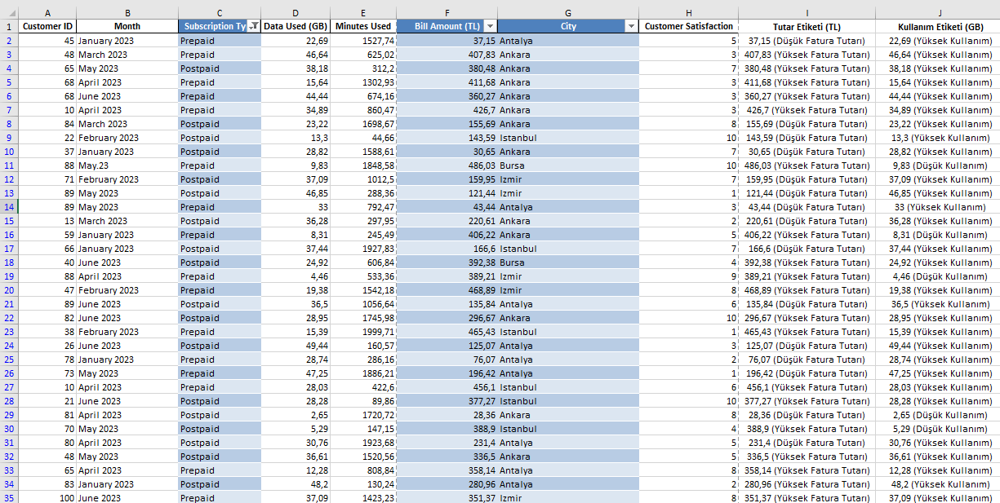 A B C D E F G H I J
1 Customer ID Month Subscription Ty Data Used (GB) Minutes Used Bill Amount (TL) City Customer Satisfaction Tutar Etiketi (TL) Kullanım Etiketi (GB)
2 45 January 2023 Prepaid 22,69 1527,74 37,15 Antalya 5 37,15 (Düşük Fatura Tutarı) 22,69 (Yüksek Kullanım)
3 48 March 2023 Prepaid 46,64 625,02 407,83 Ankara 3 407,83 (Yüksek Fatura Tutarı) 46,64 (Yüksek Kullanım)
4 65 May 2023 Postpaid 38,18 312,2 380,48 Ankara 7 380,48 (Yüksek Fatura Tutarı) 38,18 (Yüksek Kullanım)
5 68 April 2023 Prepaid 15,64 1302,93 411,68 Ankara 3 411,68 (Yüksek Fatura Tutarı) 15,64 (Yüksek Kullanım)
6 68 June 2023 Prepaid 44,44 674,16 360,27 Ankara 3 360,27 (Yüksek Fatura Tutarı) 44,44 (Yüksek Kullanım)
7 10 April 2023 Prepaid 34,89 860,47 426,7 Ankara 3 426,7 (Yüksek Fatura Tutarı) 34,89 (Yüksek Kullanım)
8 84 March 2023 Postpaid 23,22 1698,67 155,69 Ankara 8 155,69 (Düşük Fatura Tutarı) 23,22 (Yüksek Kullanım)
9 22 February 2023 Postpaid 13,3 44,66 143,59 Istanbul 10 143,59 (Düşük Fatura Tutarı) 13,3 (Yüksek Kullanım)
10 37 January 2023 Postpaid 28,82 1588,61 30,65 Ankara 7 30,65 (Düşük Fatura Tutarı) 28,82 (Yüksek Kullanım)
11 88 May.23 Prepaid 9,83 1848,58 486,03 Bursa 10 486,03 (Yüksek Fatura Tutarı) 9,83 (Düşük Kullanım)
12 71 February 2023 Postpaid 37,09 1012,5 159,95 Izmir 7 159,95 (Düşük Fatura Tutarı) 37,09 (Yüksek Kullanım)
13 89 May 2023 Postpaid 46,85 288,36 121,44 Izmir 1 121,44 (Düşük Fatura Tutarı) 46,85 (Yüksek Kullanım)
14 89 May 2023 Prepaid 33 792,47 43,44 Antalya 3 43,44 (Düşük Fatura Tutarı) 33 (Yüksek Kullanım)
15 13 March 2023 Postpaid 36,28 297,95 220,61 Ankara 2 220,61 (Düşük Fatura Tutarı) 36,28 (Yüksek Kullanım)
16 59 January 2023 Prepaid 8,31 245,49 406,22 Ankara 5 406,22 (Yüksek Fatura Tutarı) 8,31 (Düşük Kullanım)
17 66 January 2023 Postpaid 37,44 1927,83 166,6 Istanbul 7 166,6 (Düşük Fatura Tutarı) 37,44 (Yüksek Kullanım)
18 40 June 2023 Postpaid 24,92 606,84 392,38 Bursa 4 392,38 (Yüksek Fatura Tutarı) 24,92 (Yüksek Kullanım)
19 88 April 2023 Prepaid 4,46 533,36 389,21 Izmir 9 389,21 (Yüksek Fatura Tutarı) 4,46 (Düşük Kullanım)
20 47 February 2023 Prepaid 19,38 1542,18 468,89 Izmir 8 468,89 (Yüksek Fatura Tutarı) 19,38 (Yüksek Kullanım)
21 89 June 2023 Postpaid 36,5 1056,64 135,84 Antalya 6 135,84 (Düşük Fatura Tutarı) 36,5 (Yüksek Kullanım)
22 82 June 2023 Postpaid 28,95 1745,98 296,67 Ankara 10 296,67 (Yüksek Fatura Tutarı) 28,95 (Yüksek Kullanım)
23 38 February 2023 Prepaid 15,39 1999,71 465,43 Istanbul 1 465,43 (Yüksek Fatura Tutarı) 15,39 (Yüksek Kullanım)
24 26 June 2023 Postpaid 49,44 160,57 125,07 Antalya 3 125,07 (Düşük Fatura Tutarı) 49,44 (Yüksek Kullanım)
25 78 January 2023 Prepaid 28,74 286,16 76,07 Antalya 2 76,07 (Düşük Fatura Tutarı) 28,74 (Yüksek Kullanım)
26 73 May 2023 Prepaid 47,25 1886,21 196,42 Antalya 1 196,42 (Düşük Fatura Tutarı) 47,25 (Yüksek Kullanım)
27 10 April 2023 Prepaid 28,03 422,6 456,1 Istanbul 6 456,1 (Yüksek Fatura Tutarı) 28,03 (Yüksek Kullanım)
28 21 June 2023 Postpaid 28,28 89,86 377,27 Istanbul 10 377,27 (Yüksek Fatura Tutarı) 28,28 (Yüksek Kullanım)
29 81 April 2023 Postpaid 2,65 1720,72 28,36 Ankara 8 28,36 (Düşük Fatura Tutarı) 2,65 (Düşük Kullanım)
30 70 May 2023 Postpaid 5,29 147,15 388,9 Istanbul 4 388,9 (Yüksek Fatura Tutarı) 5,29 (Düşük Kullanım)
31 80 April 2023 Postpaid 30,76 1923,68 231,4 Antalya 5 231,4 (Düşük Fatura Tutarı) 30,76 (Yüksek Kullanım)
32 48 May 2023 Postpaid 36,61 1520,56 336,5 Ankara 5 336,5 (Yüksek Fatura Tutarı) 36,61 (Yüksek Kullanım)
33 65 April 2023 Prepaid 12,28 808,84 358,14 Antalya 8 358,14 (Yüksek Fatura Tutarı) 12,28 (Yüksek Kullanım)
34 83 January 2023 Postpaid 48,2 130,24 280,96 Antalya 2 280,96 (Yüksek Fatura Tutarı) 48,2 (Yüksek Kullanım)
35 100 June 2023 Prepaid 37,09 1423,23 351,37 Izmir 8 351,37 (Yüksek Fatura Tutarı) 37,09 (Yüksek Kullanım)